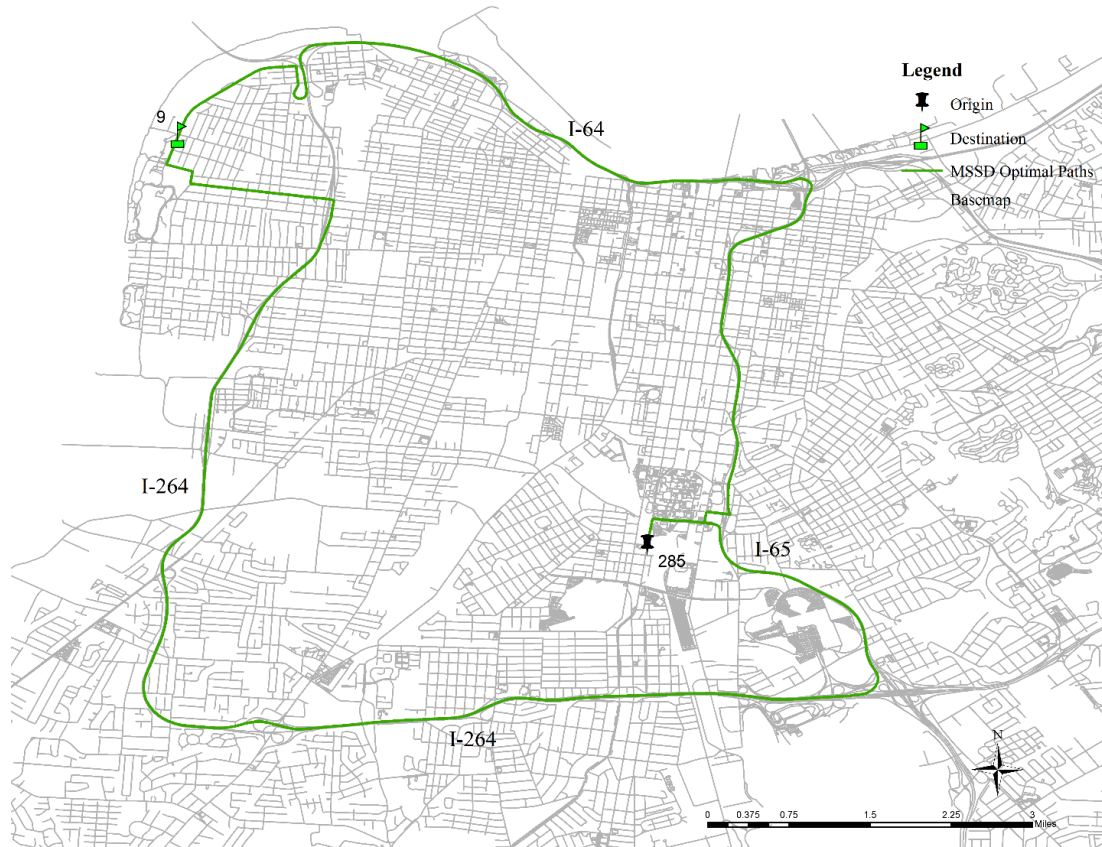 Legend
Origin
Destination
MSSD Optimal Paths
Basemap
9
I-64
I-264
I-65
285
I-264
N
0 0.375 0.75 1.5 2.25 3
Miles